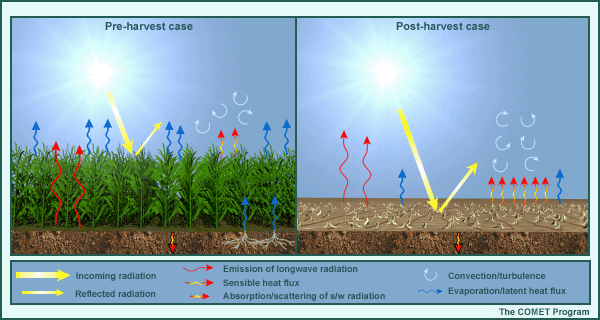 Pre-harvest case
Post-harvest case
Incoming radiation
Reflected radiation
Emission of longwave radiation
Sensible heat flux
Absorption/scattering of s/w radiation
Convection/turbulence
Evaporation/latent heat flux
The COMET Program